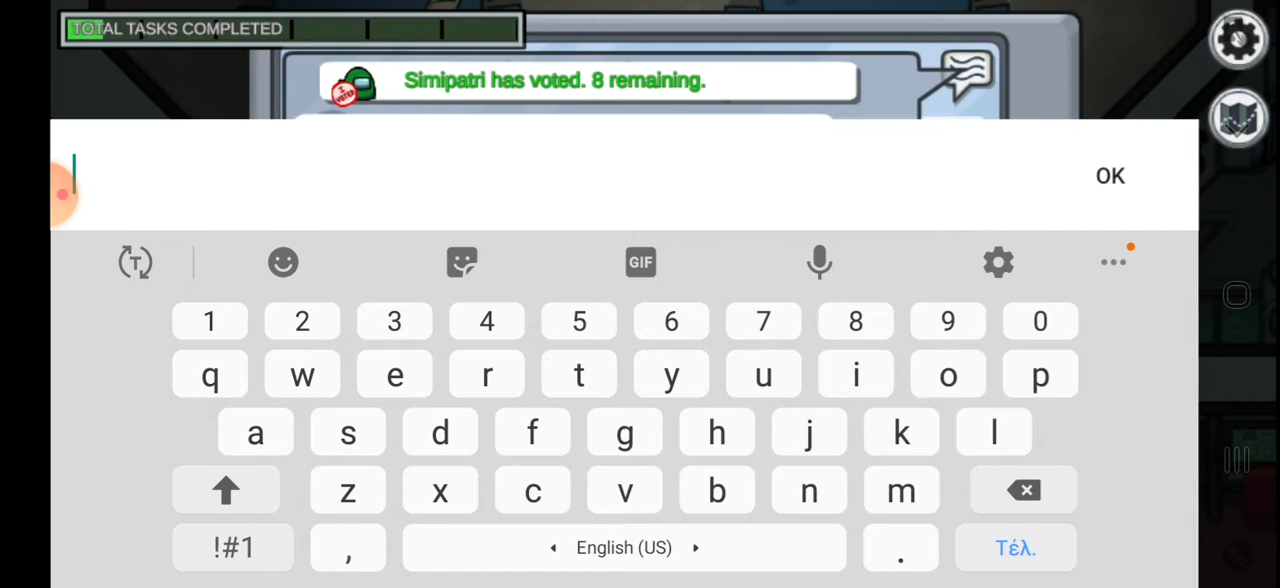 TOTAL TASKS COMPLETED
I VOTED
Simipatri has voted. 8 remaining.
OK
T
GIF
1 2 3 4 5 6 7 8 9 0
q w e r t y u i o p
a s d f g h j k l
z x c v b n m
!#1 , English (US) . Τέλ.